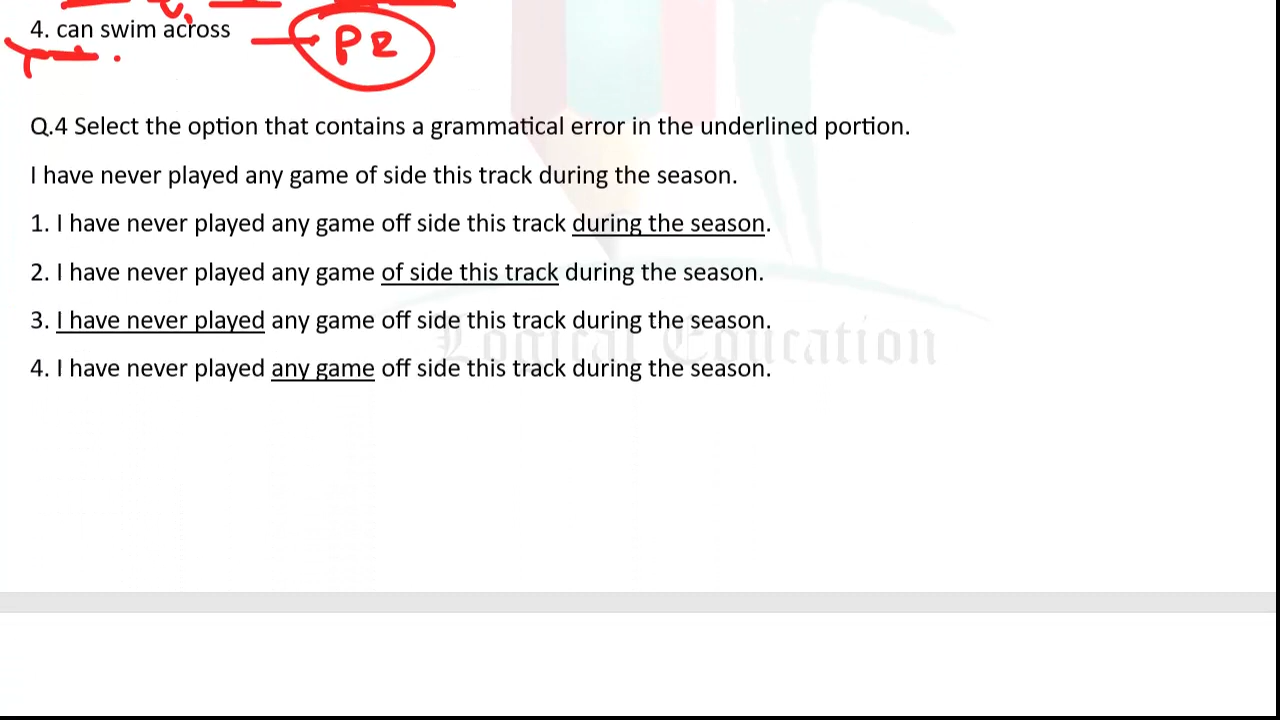 4. can swim across
P2
Q.4 Select the option that contains a grammatical error in the underlined portion.
I have never played any game of side this track during the season.
1. I have never played any game off side this track during the season.
2. I have never played any game of side this track during the season.
3. I have never played any game off side this track during the season.
Logical Education
4. I have never played any game off side this track during the season.